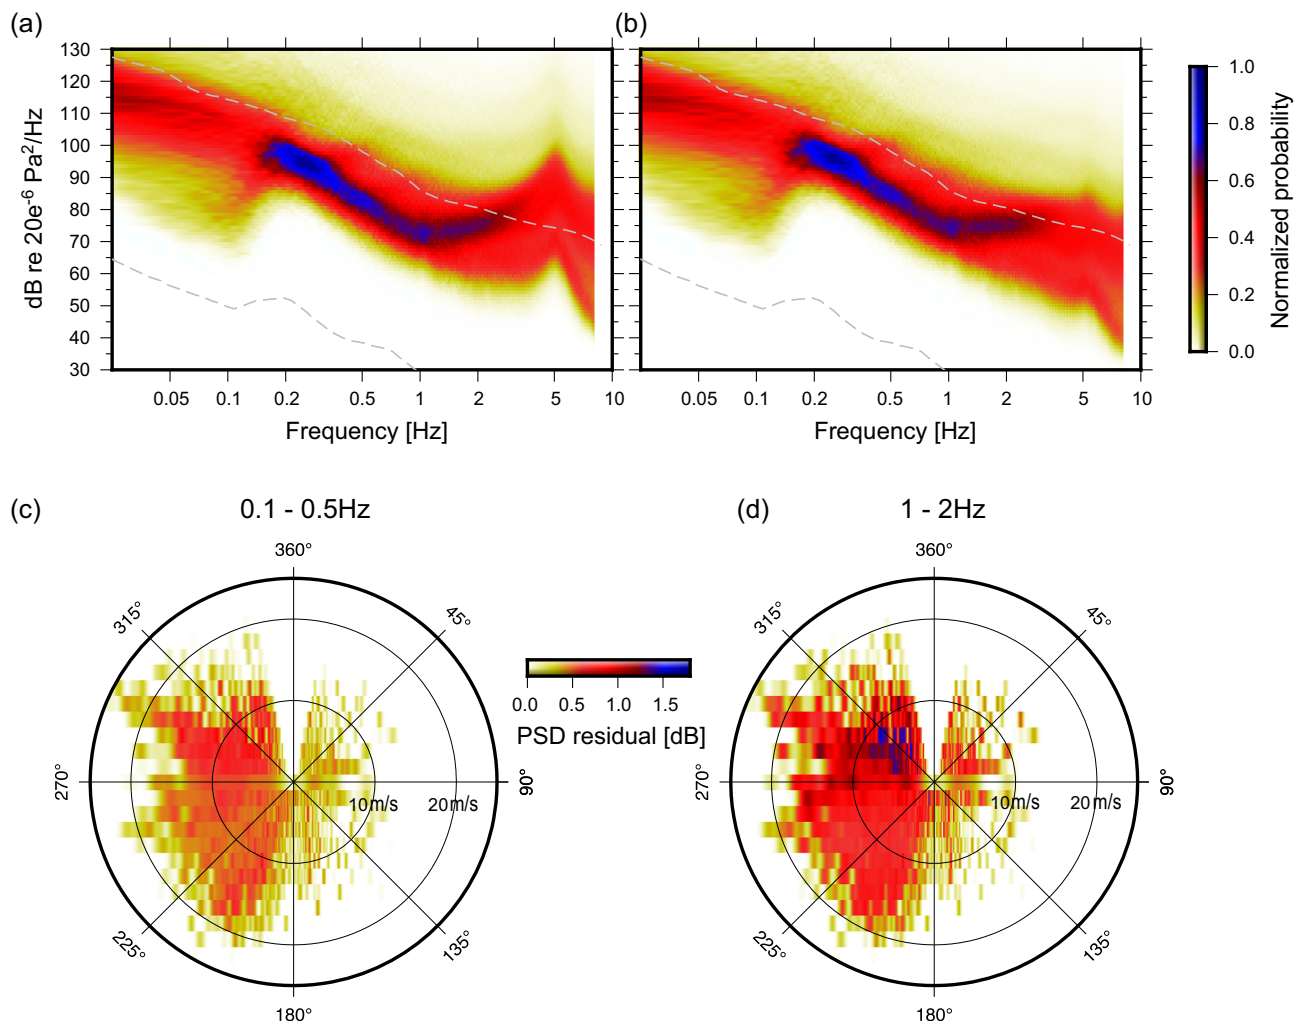 (a)
(b)
130
120
110
100
90
80
70
60
50
40
30
dB re 20e⁻⁶ Pa²/Hz
0.05 0.1 0.2 0.5 1 2 5 10
Frequency [Hz]
0.05 0.1 0.2 0.5 1 2 5 10
Frequency [Hz]
1.0
0.8
0.6
0.4
0.2
0.0
Normalized probability
(c)
0.1 - 0.5Hz
360°
45°
90°
135°
180°
225°
270°
315°
10m/s
20m/s
0.0 0.5 1.0 1.5
PSD residual [dB]
(d)
1 - 2Hz
360°
45°
90°
135°
180°
225°
270°
315°
10m/s
20m/s